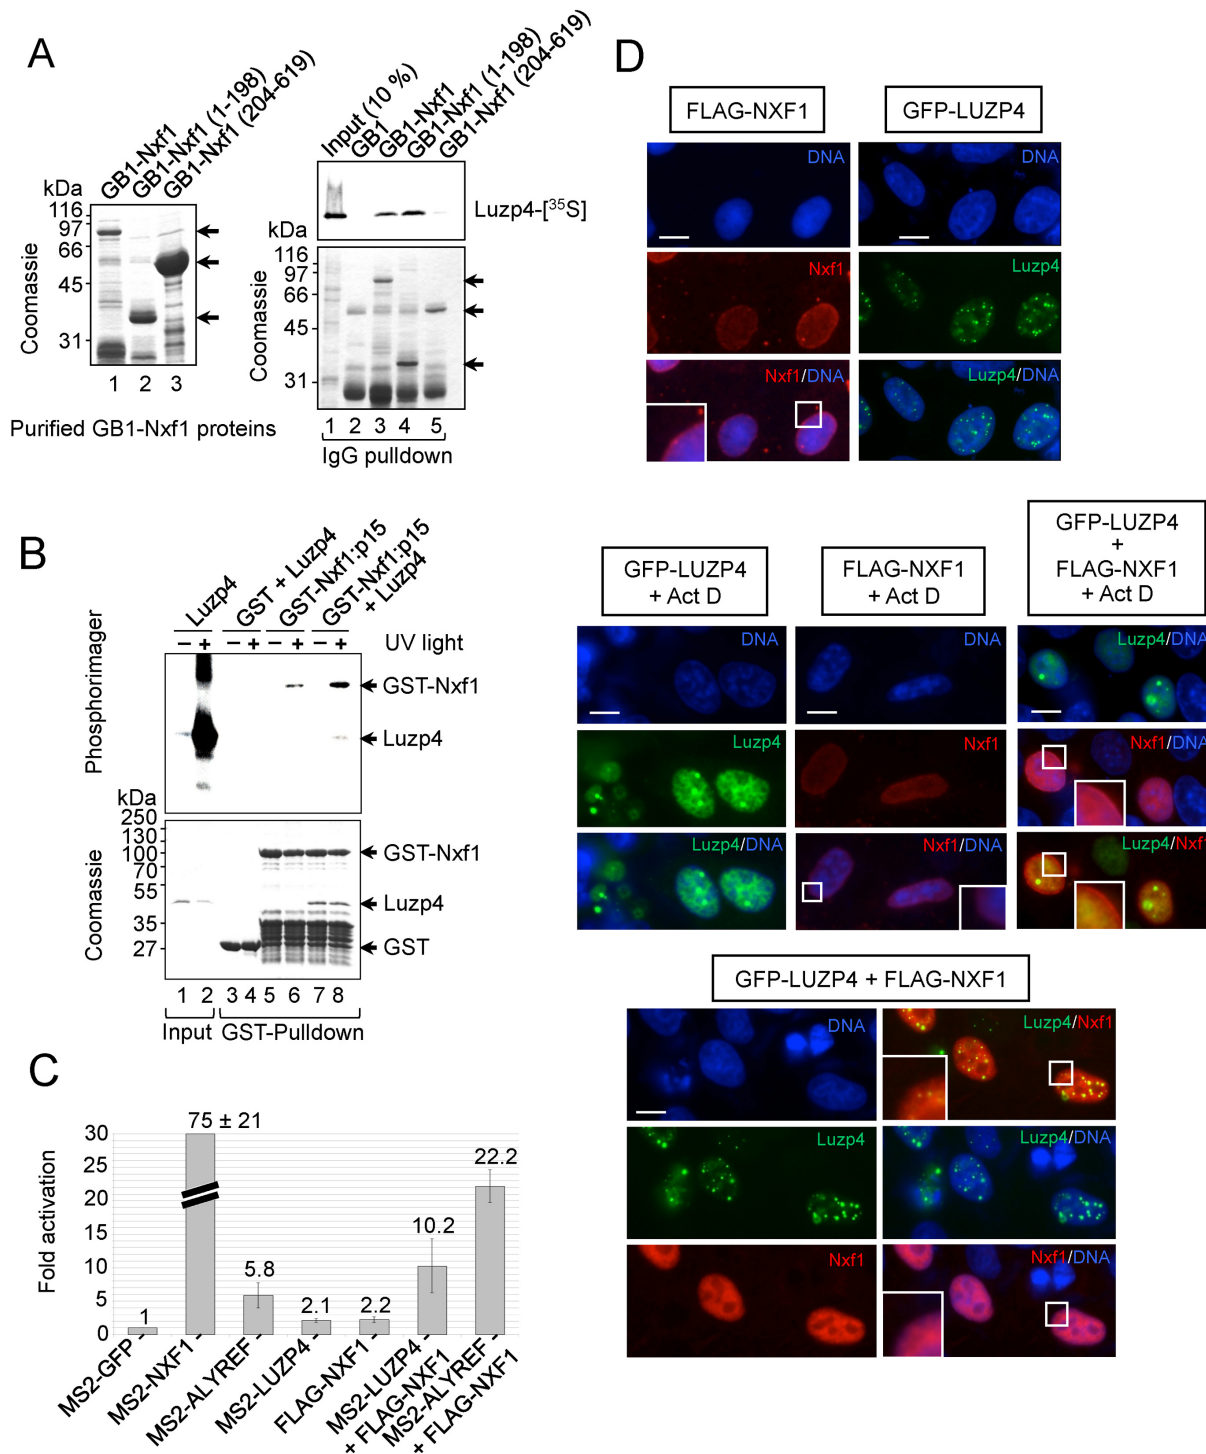 A
GB1-Nxf1
GB1-Nxf1 (1-198)
GB1-Nxf1 (204-619)
kDa
116
97
66
45
31
Coomassie
1 2 3
Purified GB1-Nxf1 proteins
Input (10 %)
GB1
GB1-Nxf1
GB1-Nxf1 (1-198)
GB1-Nxf1 (204-619)
Luzp4-[35S]
kDa
116
97
66
45
31
Coomassie
1 2 3 4 5
IgG pulldown
B
Luzp4
GST + Luzp4
GST-Nxf1:p15
GST-Nxf1:p15
+ Luzp4
– + – + – + – + UV light
Phosphorimager
GST-Nxf1
Luzp4
kDa
250
130
100
70
55
35
27
Coomassie
GST-Nxf1
Luzp4
GST
1 2 3 4 5 6 7 8
Input GST-Pulldown
C
Fold activation
30
25
20
15
10
5
0
1
75 ± 21
5.8
2.1
2.2
10.2
22.2
MS2-GFP
MS2-NXF1
MS2-ALYREF
MS2-LUZP4
FLAG-NXF1
MS2-LUZP4
+ FLAG-NXF1
MS2-ALYREF
+ FLAG-NXF1
D
FLAG-NXF1
DNA
Nxf1
Nxf1/DNA
GFP-LUZP4
DNA
Luzp4
Luzp4/DNA
GFP-LUZP4
+ Act D
DNA
Luzp4
Luzp4/DNA
FLAG-NXF1
+ Act D
DNA
Nxf1
Nxf1/DNA
GFP-LUZP4
+
FLAG-NXF1
+ Act D
Luzp4/DNA
Nxf1/DNA
Luzp4/Nxf1
GFP-LUZP4 + FLAG-NXF1
DNA
Luzp4
Nxf1
Luzp4/Nxf1
Luzp4/DNA
Nxf1/DNA